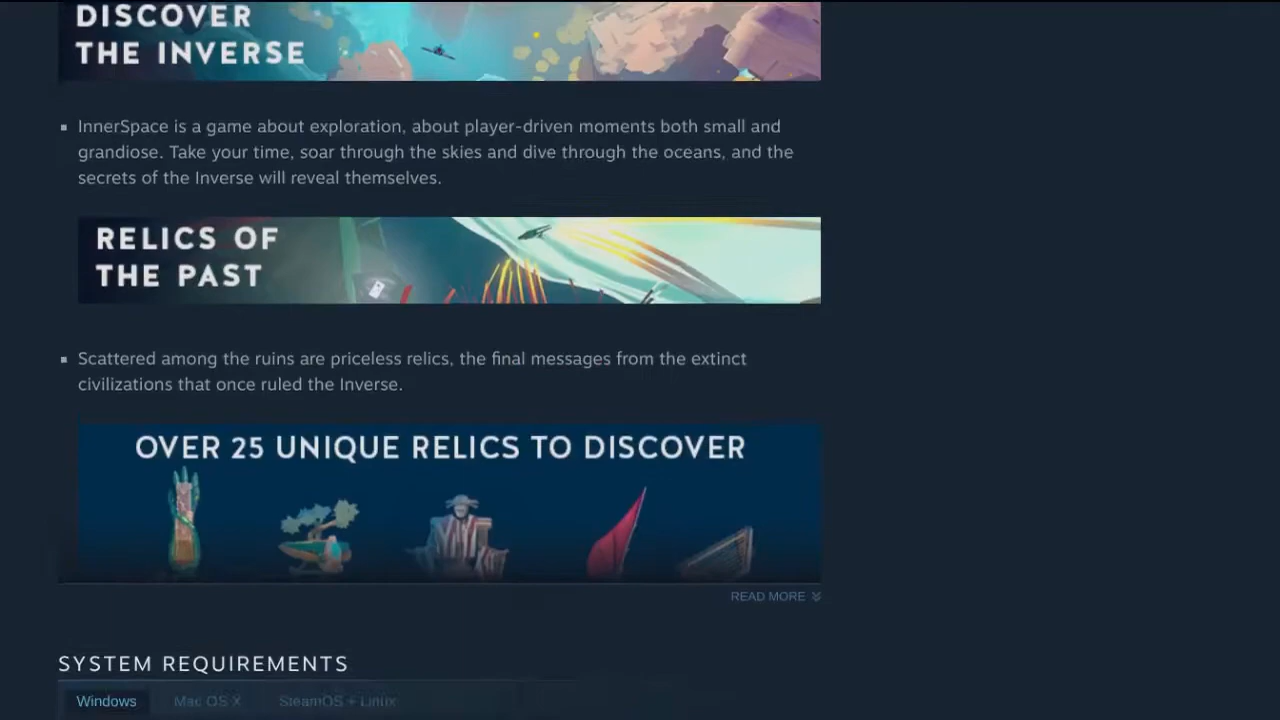 DISCOVER
THE INVERSE
InnerSpace is a game about exploration, about player-driven moments both small and
grandiose. Take your time, soar through the skies and dive through the oceans, and the
secrets of the Inverse will reveal themselves.
RELICS OF
THE PAST
Scattered among the ruins are priceless relics, the final messages from the extinct
civilizations that once ruled the Inverse.
OVER 25 UNIQUE RELICS TO DISCOVER
READ MORE
SYSTEM REQUIREMENTS
Windows Mac OS X SteamOS + Linux